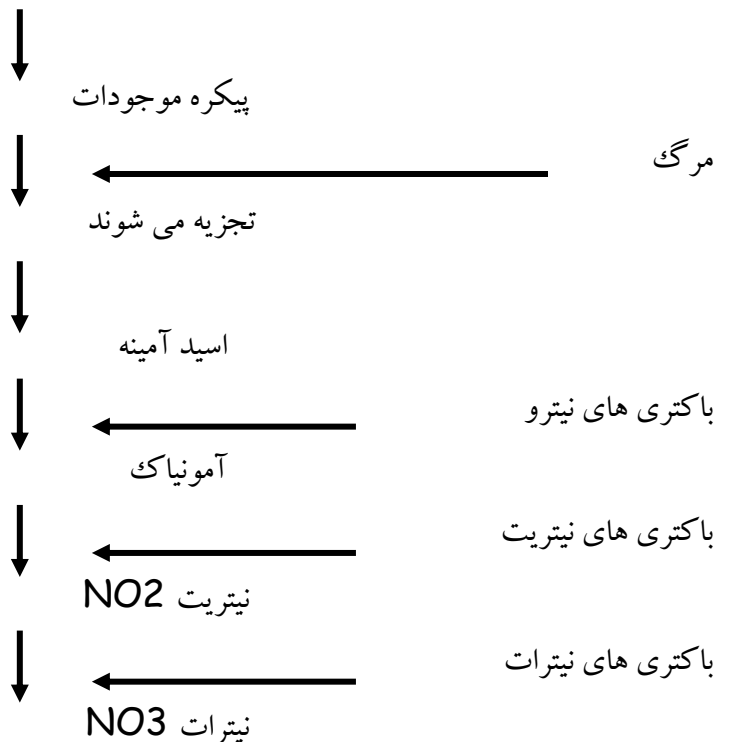 پیکره موجودات
مرگ
تجزیه می شوند
اسید آمینه
باکتری های نیترو
آمونیاک
باکتری های نیتریت
نیتریت NO2
باکتری های نیترات
نیترات NO3